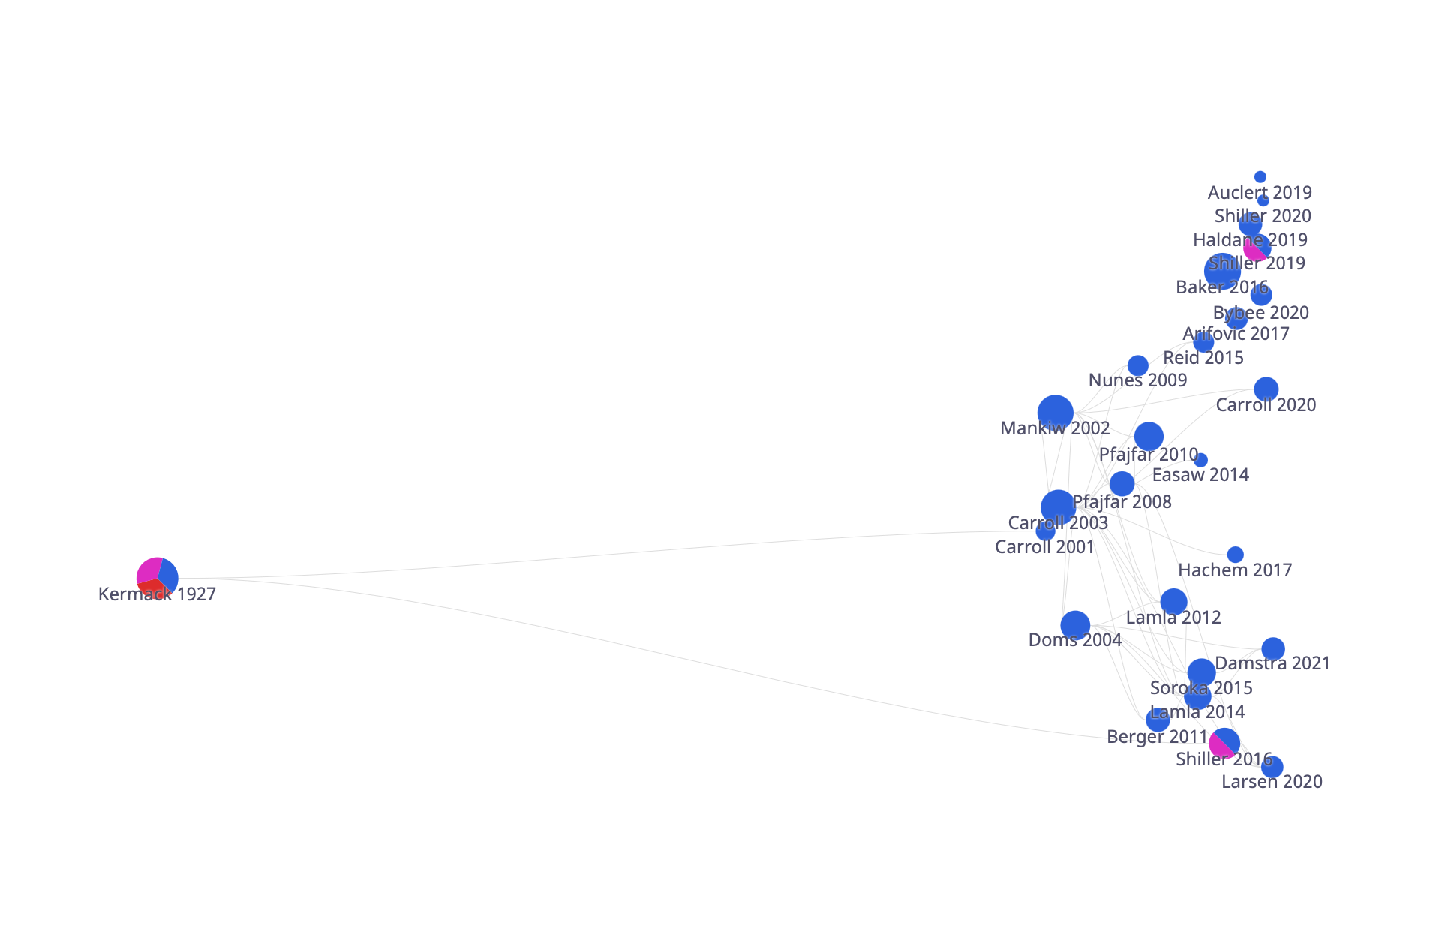 Auclert 2019
Shiller 2020
Haldane 2019
Shiller 2019
Baker 2016
Bybee 2020
Arifovic 2017
Reid 2015
Nunes 2009
Carroll 2020
Mankiw 2002
Pfajfar 2010
Easaw 2014
Pfajfar 2008
Carroll 2003
Carroll 2001
Hachem 2017
Kermack 1927
Lamla 2012
Doms 2004
Damstra 2021
Soroka 2015
Lamla 2014
Berger 2011
Shiller 2016
Larsen 2020